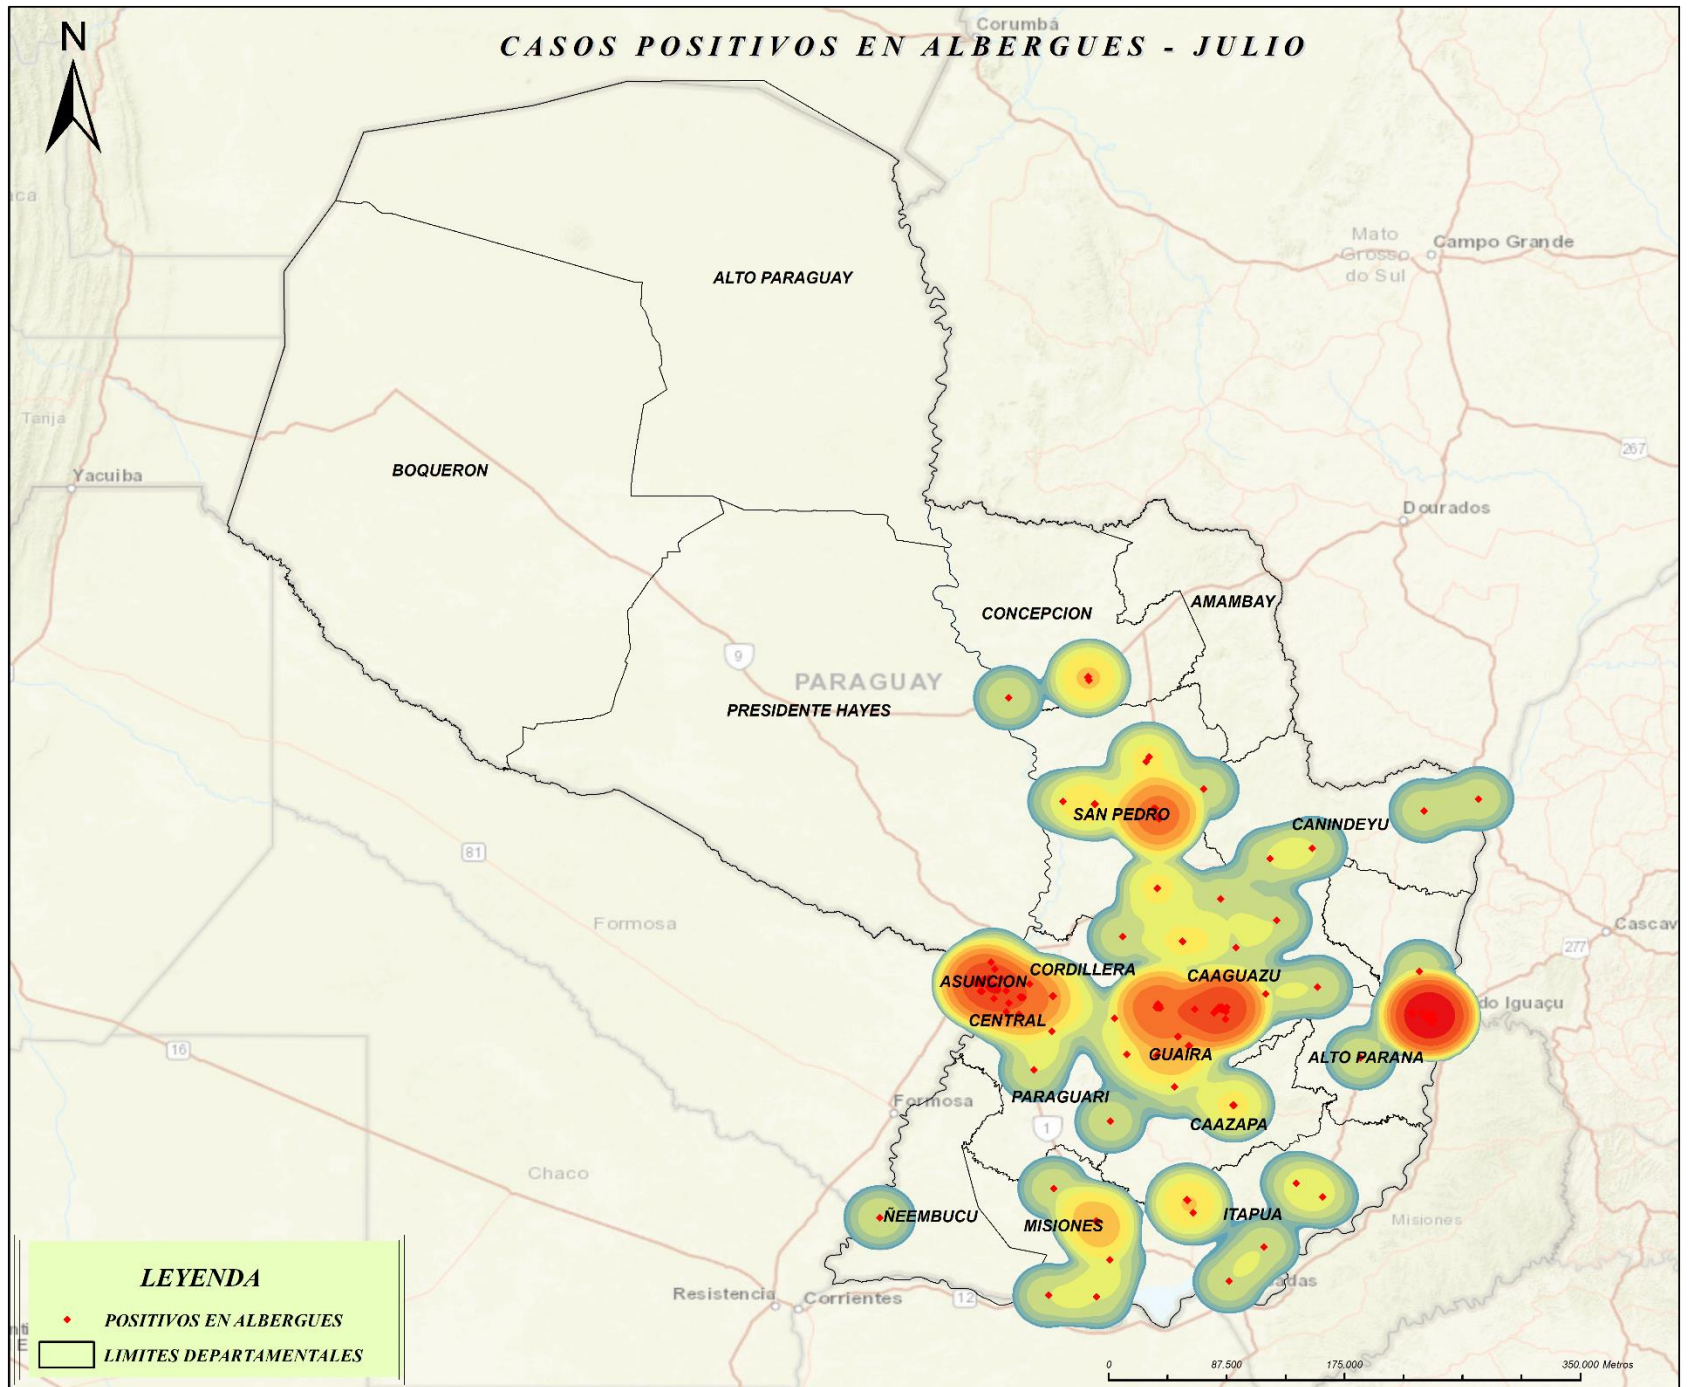 N
Corumbá
CASOS POSITIVOS EN ALBERGUES - JULIO
Mato
Grosso
do Sul
Campo Grande
ALTO PARAGUAY
Tarija
267
Yacuiba
BOQUERON
Dourados
CONCEPCION
AMAMBAY
9
PARAGUAY
PRESIDENTE HAYES
SAN PEDRO
CANINDEYU
81
Formosa
Cascav
277
CORDILLERA
ASUNCION
CAAGUAZU
do Iguaçu
CENTRAL
16
GUAIRA
ALTO PARANA
PARAGUARI
Formosa
1
CAAZAPA
Chaco
ÑEEMBUCU
MISIONES
ITAPUA
Misiones
adas
Resistencia
Corrientes
12
LEYENDA
POSITIVOS EN ALBERGUES
LIMITES DEPARTAMENTALES
0 87.500 175.000 350.000 Metros